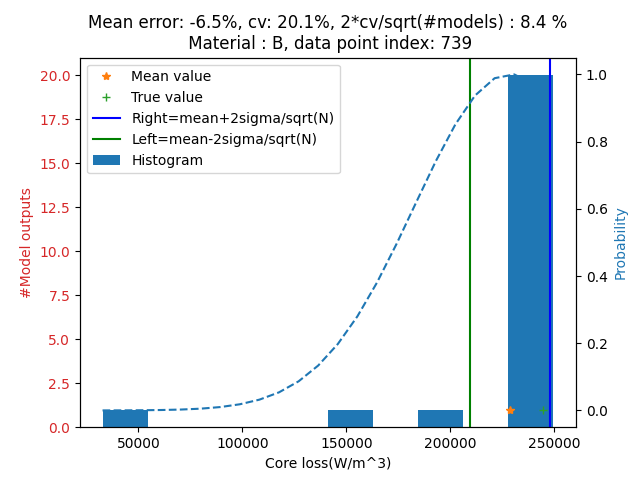 Mean error: -6.5%, cv: 20.1%, 2*cv/sqrt(#models) : 8.4 %
Material : B, data point index: 739
20.0
17.5
15.0
12.5
10.0
7.5
5.0
2.5
0.0
#Model outputs
Mean value
True value
Right=mean+2sigma/sqrt(N)
Left=mean-2sigma/sqrt(N)
Histogram
1.0
0.8
0.6
0.4
0.2
0.0
Probability
50000 100000 150000 200000 250000
Core loss(W/m^3)